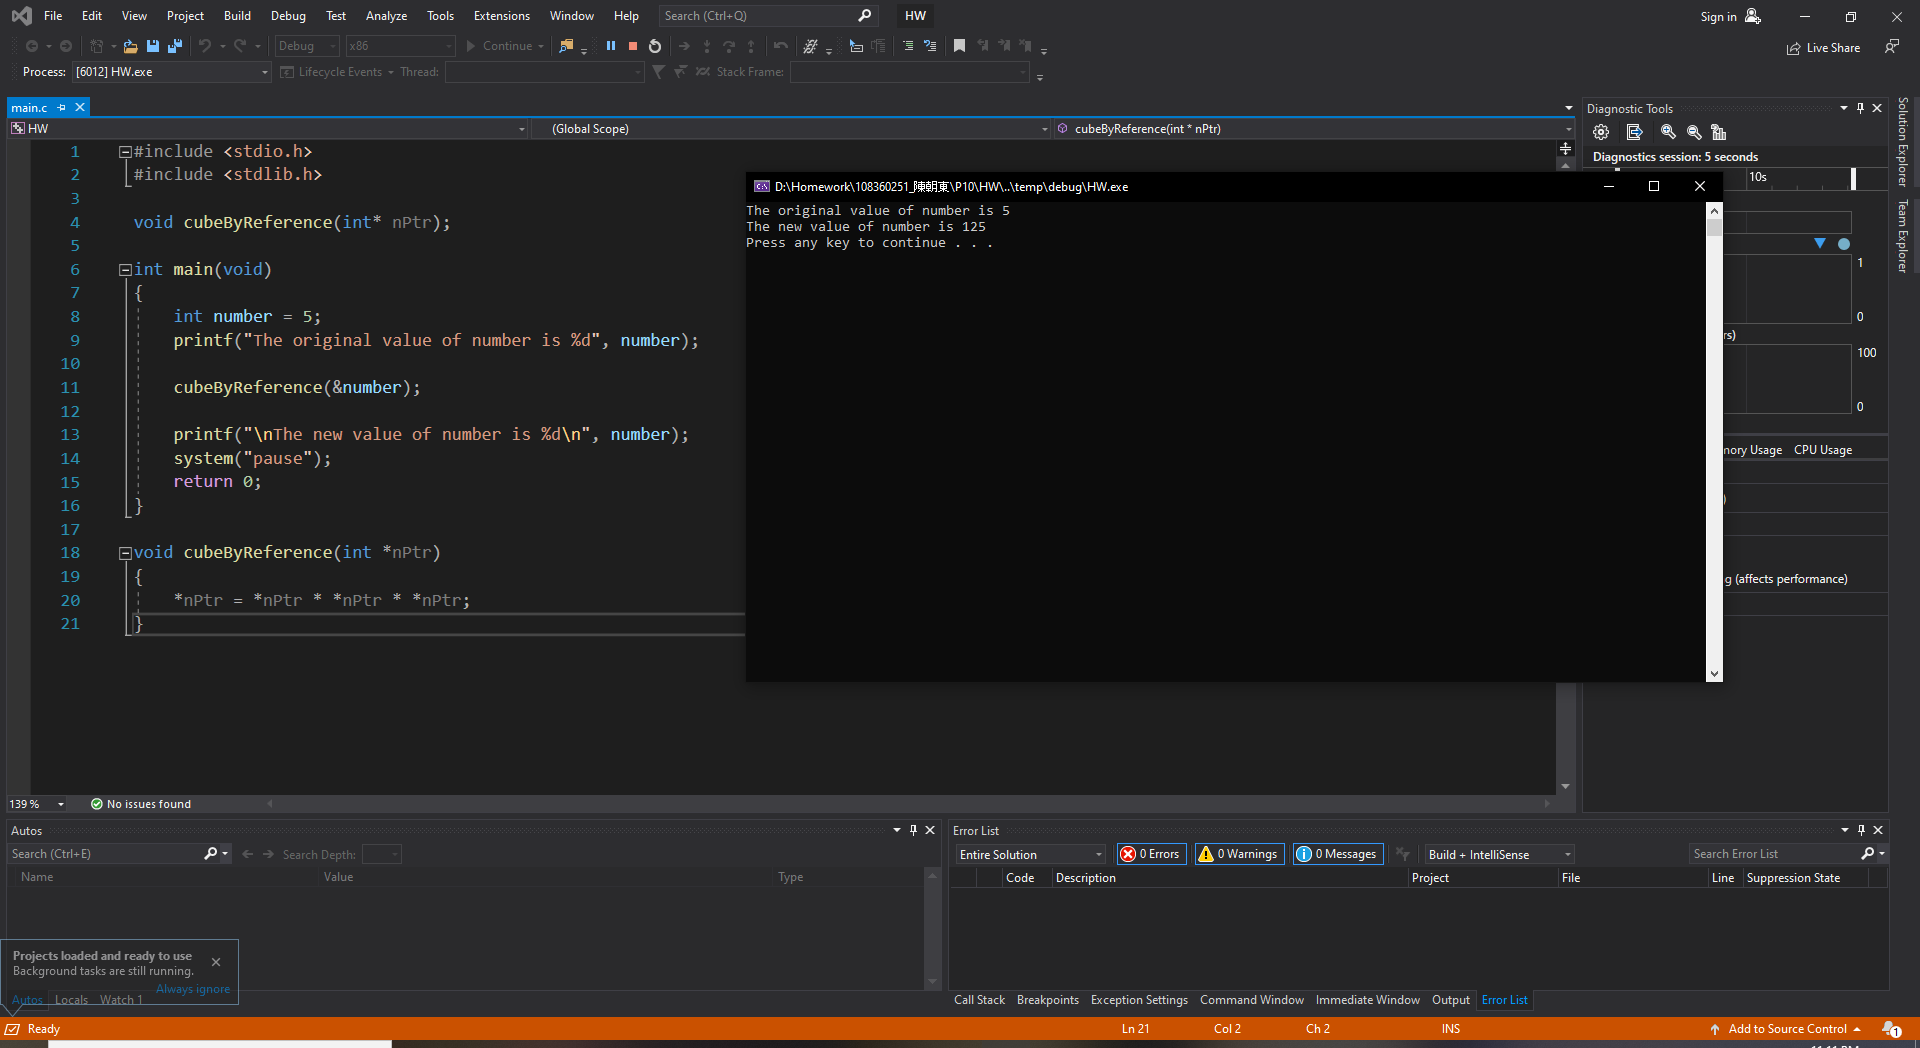 File Edit View Project Build Debug Test Analyze Tools Extensions Window Help Search (Ctrl+Q) HW Sign in
Debug x86 Continue Live Share
Process: [6012] HW.exe Lifecycle Events Thread: Stack Frame:
main.c
HW (Global Scope) cubeByReference(int * nPtr)
1 #include <stdio.h>
2 #include <stdlib.h>
3
4 void cubeByReference(int* nPtr);
5
6 int main(void)
7 {
8 int number = 5;
9 printf("The original value of number is %d", number);
10
11 cubeByReference(&number);
12
13 printf("\nThe new value of number is %d\n", number);
14 system("pause");
15 return 0;
16 }
17
18 void cubeByReference(int *nPtr)
19 {
20 *nPtr = *nPtr * *nPtr * *nPtr;
21 }
D:\Homework\108360251_陳朝東\P10\HW\..\temp\debug\HW.exe
The original value of number is 5
The new value of number is 125
Press any key to continue . . .
Diagnostic Tools
Diagnostics session: 5 seconds
10s
1
0
rs)
100
0
mory Usage CPU Usage
)
g (affects performance)
Solution Explorer
Team Explorer
139 % No issues found
Autos
Search (Ctrl+E) Search Depth:
Name Value Type
Projects loaded and ready to use
Background tasks are still running.
Always ignore
Autos Locals Watch 1
Error List
Entire Solution 0 Errors 0 Warnings 0 Messages Build + IntelliSense Search Error List
Code Description Project File Line Suppression State
Call Stack Breakpoints Exception Settings Command Window Immediate Window Output Error List
Ready Ln 21 Col 2 Ch 2 INS Add to Source Control 1